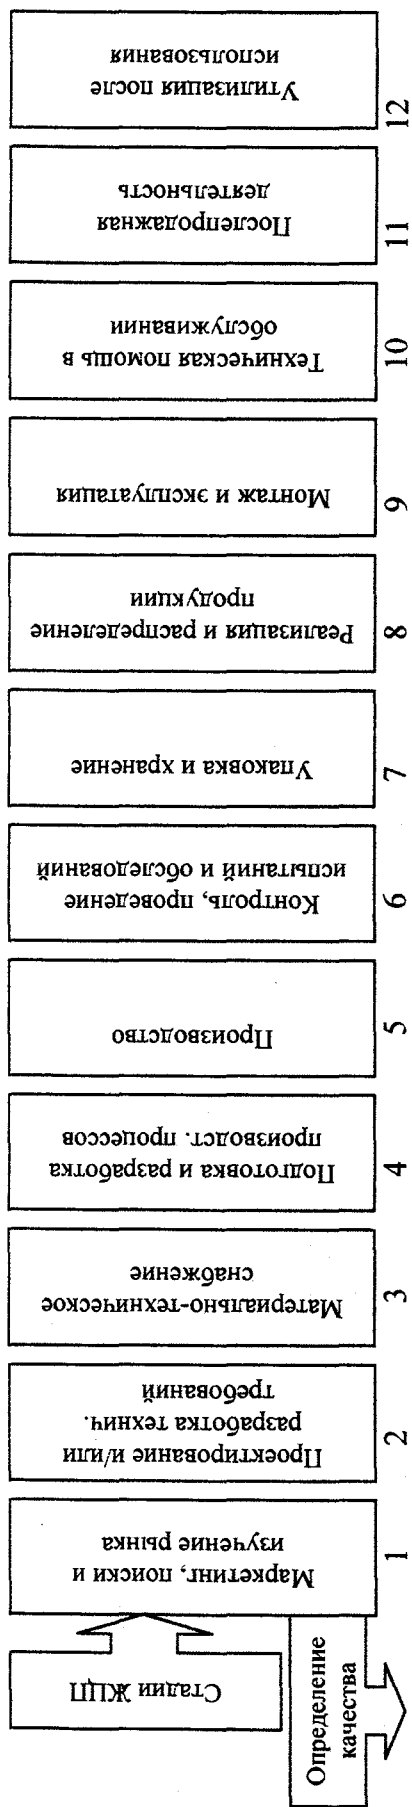 Стадии ЖЦП
Определение
качества
Маркетинг, поиски и
изучение рынка
1
Проектирование и/или
разработка технич.
требований
2
Материально-техническое
снабжение
3
Подготовка и разработка
производст. процессов
4
Производство
5
Контроль, проведение
испытаний и обследований
6
Упаковка и хранение
7
Реализация и распределение
продукции
8
Монтаж и эксплуатация
9
Техническая помощь в
обслуживании
10
Послепродажная
деятельность
11
Утилизация после
использования
12